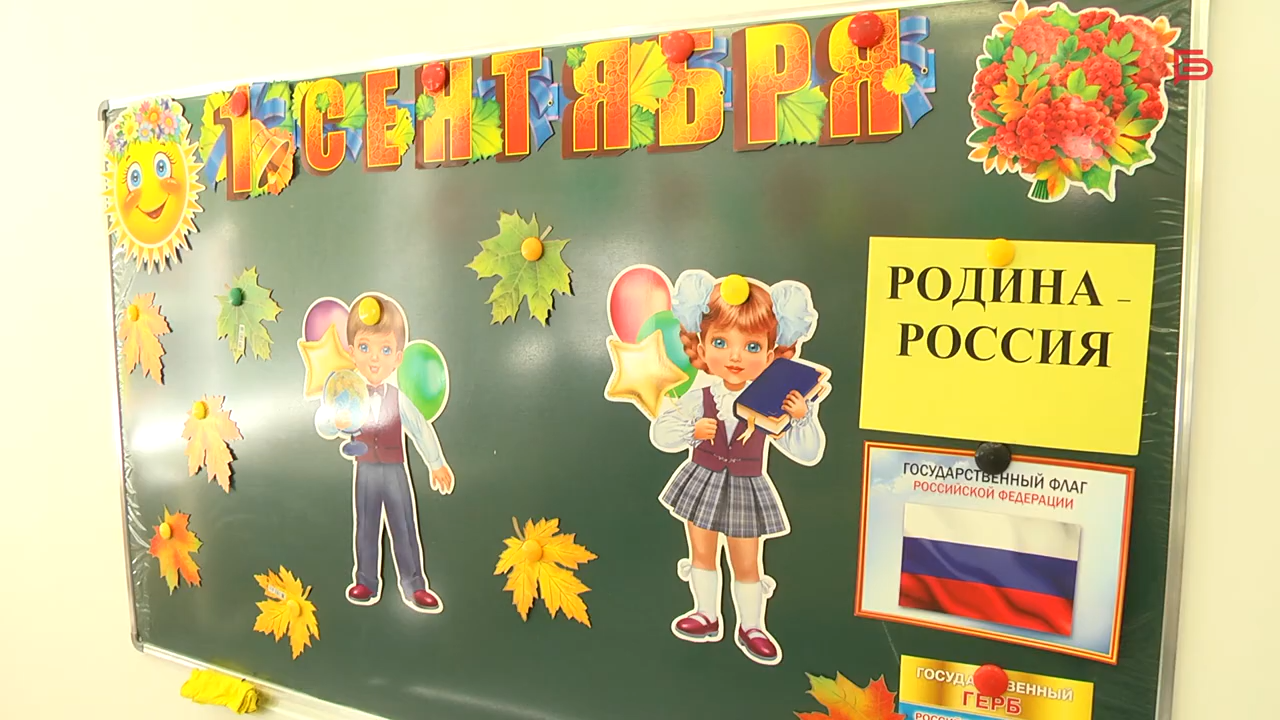 1 СЕНТЯБРЯ
РОДИНА –
РОССИЯ
ГОСУДАРСТВЕННЫЙ ФЛАГ
РОССИЙСКОЙ ФЕДЕРАЦИИ
ГОСУДАРСТВЕННЫЙ
ГЕРБ